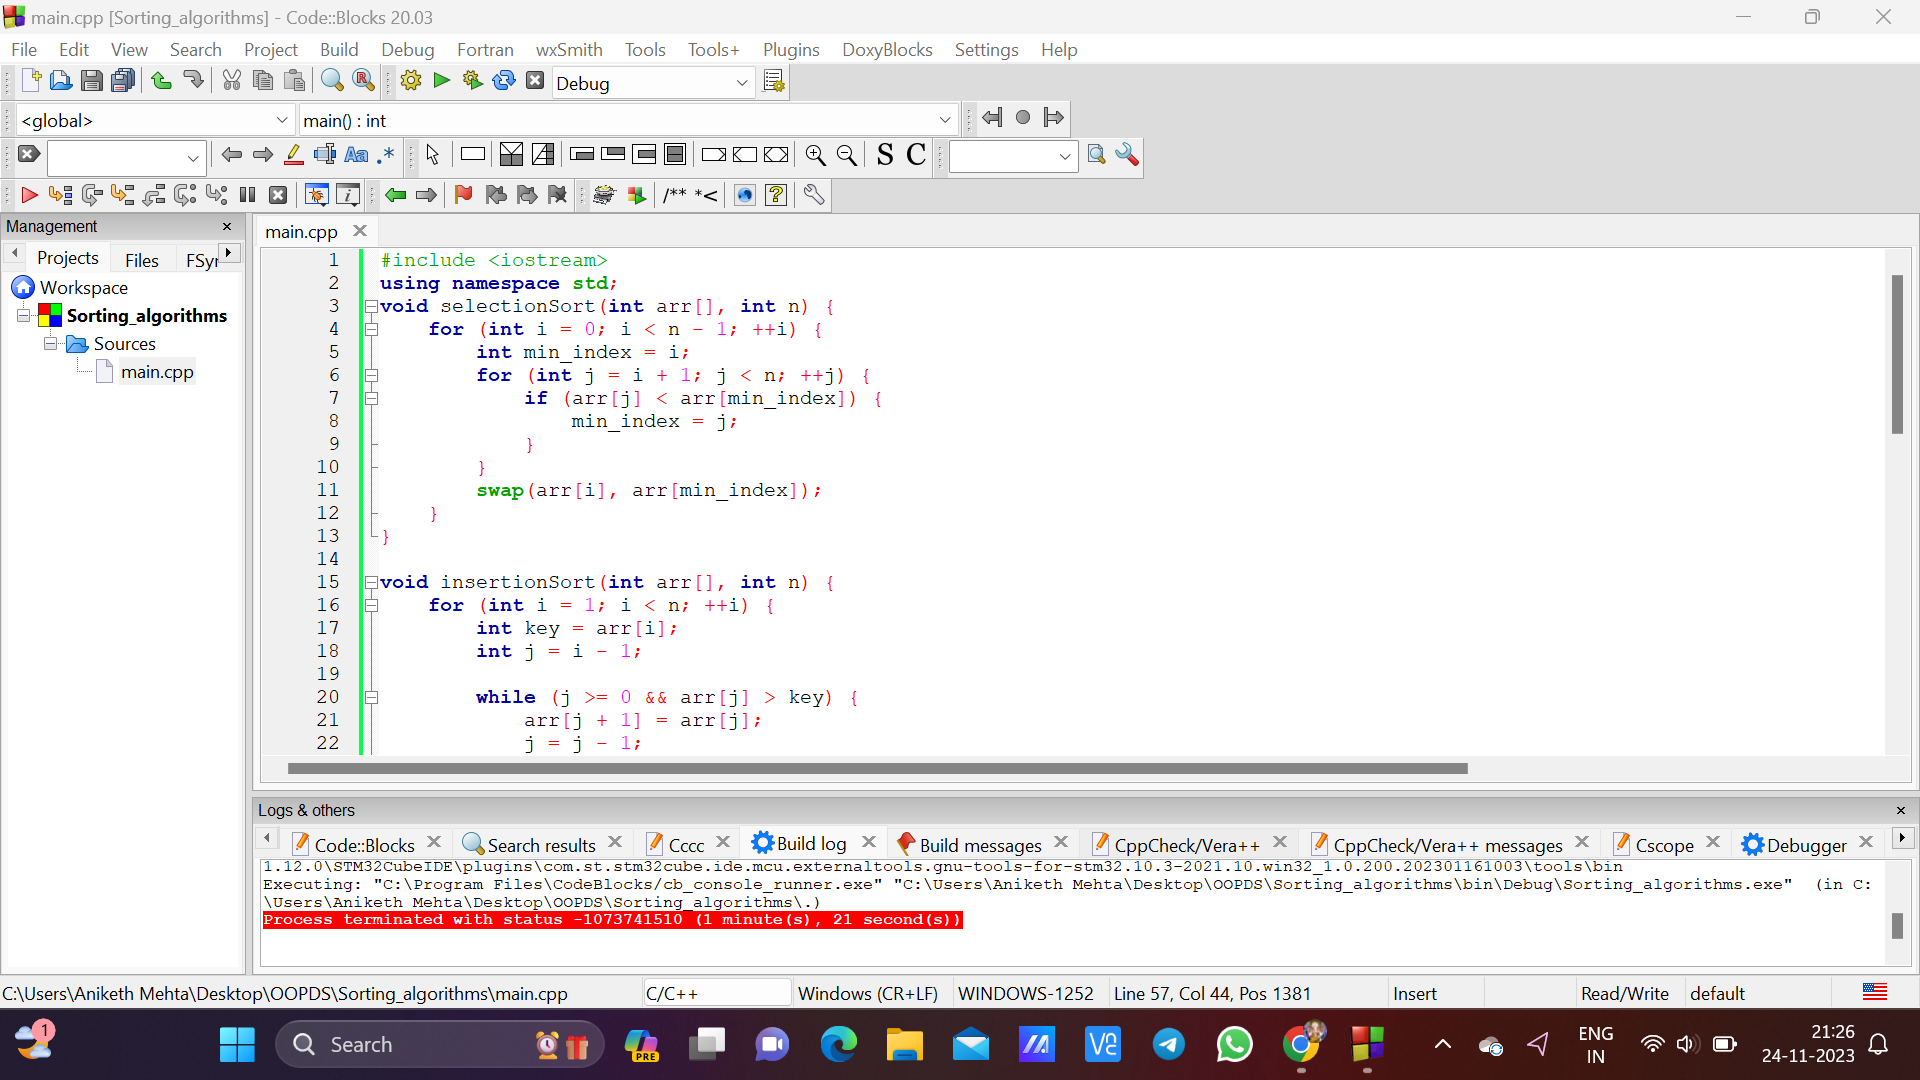 main.cpp [Sorting_algorithms] - Code::Blocks 20.03
File Edit View Search Project Build Debug Fortran wxSmith Tools Tools+ Plugins DoxyBlocks Settings Help
Debug
<global> main() : int
Aa .* S C
/** *<
Management
Projects Files FSyr
Workspace
Sorting_algorithms
Sources
main.cpp
main.cpp
1 #include <iostream>
2 using namespace std;
3 void selectionSort(int arr[], int n) {
4 for (int i = 0; i < n - 1; ++i) {
5 int min_index = i;
6 for (int j = i + 1; j < n; ++j) {
7 if (arr[j] < arr[min_index]) {
8 min_index = j;
9 }
10 }
11 swap(arr[i], arr[min_index]);
12 }
13 }
14
15 void insertionSort(int arr[], int n) {
16 for (int i = 1; i < n; ++i) {
17 int key = arr[i];
18 int j = i - 1;
19
20 while (j >= 0 && arr[j] > key) {
21 arr[j + 1] = arr[j];
22 j = j - 1;
Logs & others
Code::Blocks Search results Cccc Build log Build messages CppCheck/Vera++ CppCheck/Vera++ messages Cscope Debugger
1.12.0\STM32CubeIDE\plugins\com.st.stm32cube.ide.mcu.externaltools.gnu-tools-for-stm32.10.3-2021.10.win32_1.0.200.202301161003\tools\bin
Executing: "C:\Program Files\CodeBlocks/cb_console_runner.exe" "C:\Users\Aniketh Mehta\Desktop\OOPDS\Sorting_algorithms\bin\Debug\Sorting_algorithms.exe" (in C:
\Users\Aniketh Mehta\Desktop\OOPDS\Sorting_algorithms\.)
Process terminated with status -1073741510 (1 minute(s), 21 second(s))
C:\Users\Aniketh Mehta\Desktop\OOPDS\Sorting_algorithms\main.cpp C/C++ Windows (CR+LF) WINDOWS-1252 Line 57, Col 44, Pos 1381 Insert Read/Write default
1
Search
PRE
ENG
IN
21:26
24-11-2023